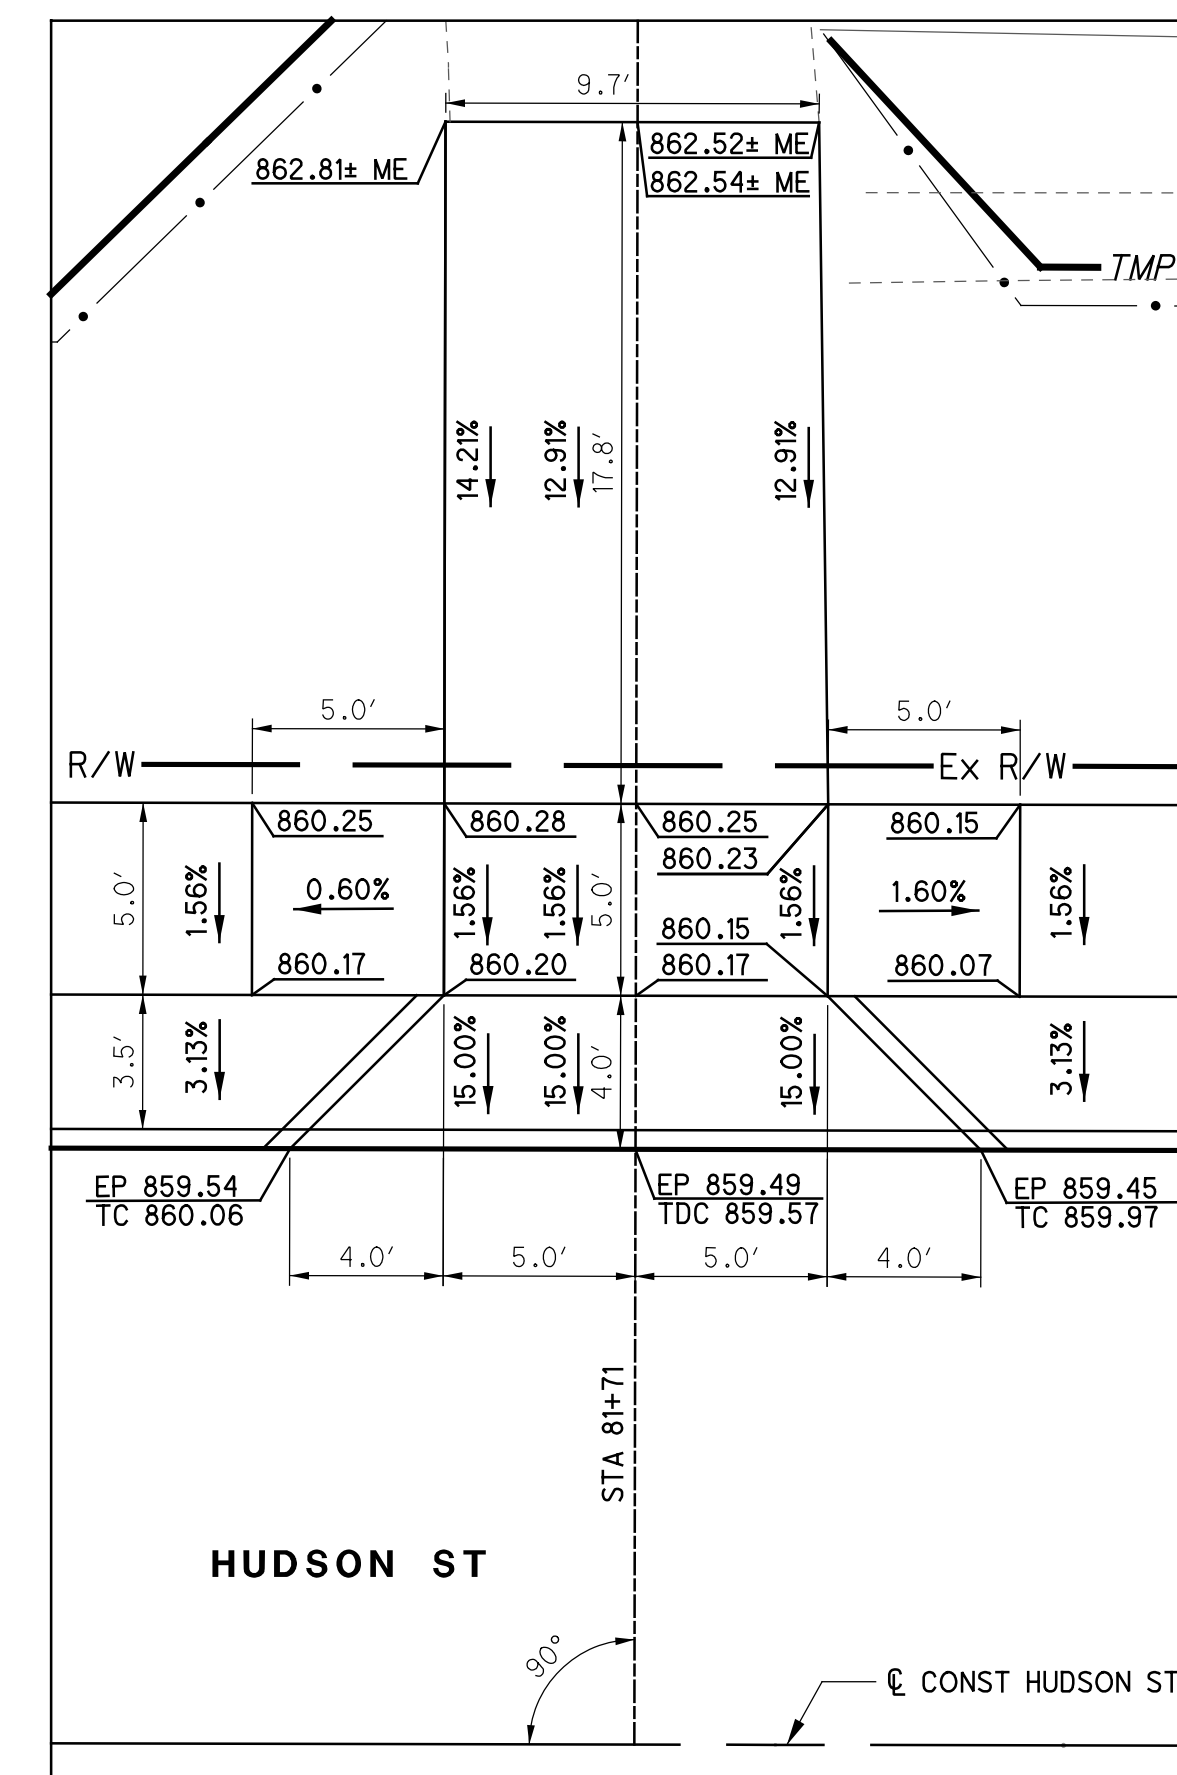 9.7'
862.81± ME
862.52± ME
862.54± ME
TMP
14.21%
12.91%
17.8'
12.91%
5.0'
5.0'
R/W
Ex R/W
860.25
860.28
860.25
860.15
860.23
5.0'
1.56%
0.60%
1.56%
1.56%
5.0'
1.56%
1.60%
1.56%
860.15
860.17
860.20
860.17
860.07
3.5'
3.13%
15.00%
15.00%
4.0'
15.00%
3.13%
EP 859.54
TC 860.06
EP 859.49
TDC 859.57
EP 859.45
TC 859.97
4.0'
5.0'
5.0'
4.0'
STA 81+71
HUDSON ST
90°
℄ CONST HUDSON ST